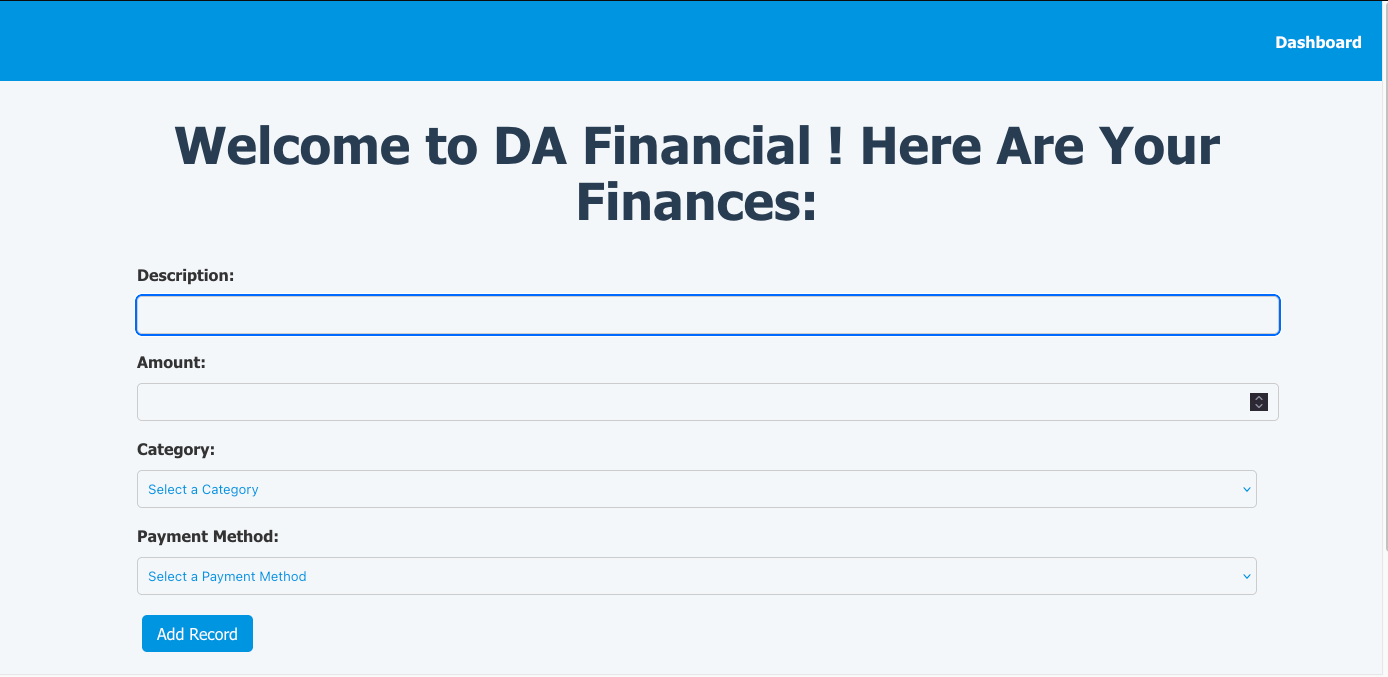 Dashboard
Welcome to DA Financial ! Here Are Your
Finances:
Description:
Amount:
Category:
Select a Category
Payment Method:
Select a Payment Method
Add Record